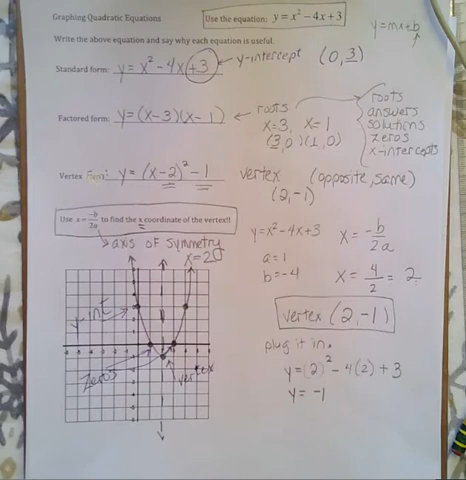 Graphing Quadratic Equations
Use the equation: y = x² - 4x + 3
y = mx + b
Write the above equation and say why each equation is useful.
Standard form: y = x² - 4x + 3 ← y-intercept (0, 3)
Factored form: y = (x - 3)(x - 1) ← roots
x = 3, x = 1
(3, 0) (1, 0)
roots
answers
solutions
zeros
x-intercepts
Vertex Form: y = (x - 2)² - 1 vertex (opposite, same)
(2, -1)
Use x = -b/2a to find the x coordinate of the vertex!!
→ axis of symmetry
x = 2
y = x² - 4x + 3
a = 1
b = -4
x = -b/2a
x = 4/2 = 2
vertex (2, -1)
plug it in.
y = (2)² - 4(2) + 3
y = -1
y-int
zeros
vertex